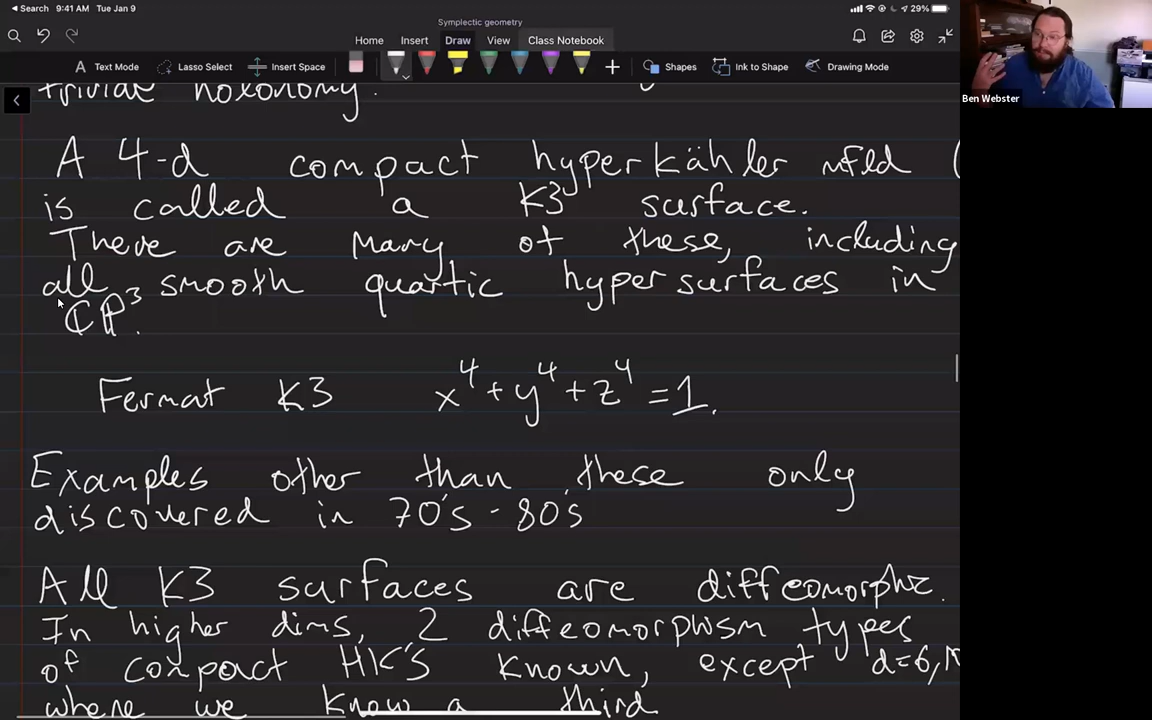 Search 9:41 AM Tue Jan 9
Symplectic geometry
29%
Home Insert Draw View Class Notebook
Text Mode Lasso Select Insert Space Shapes Ink to Shape Drawing Mode
Ben Webster
A 4-d compact hyperkähler mfld (
is called a K3 surface.
There are many of these, including
all smooth quartic hypersurfaces in
ℂℙ³.
Fermat K3 x⁴+y⁴+z⁴=1.
Examples other than these only
discovered in 70's - 80's
All K3 surfaces are diffeomorphic.
In higher dims, 2 diffeomorphism types
of compact HK's known, except d=6,
where we know a third